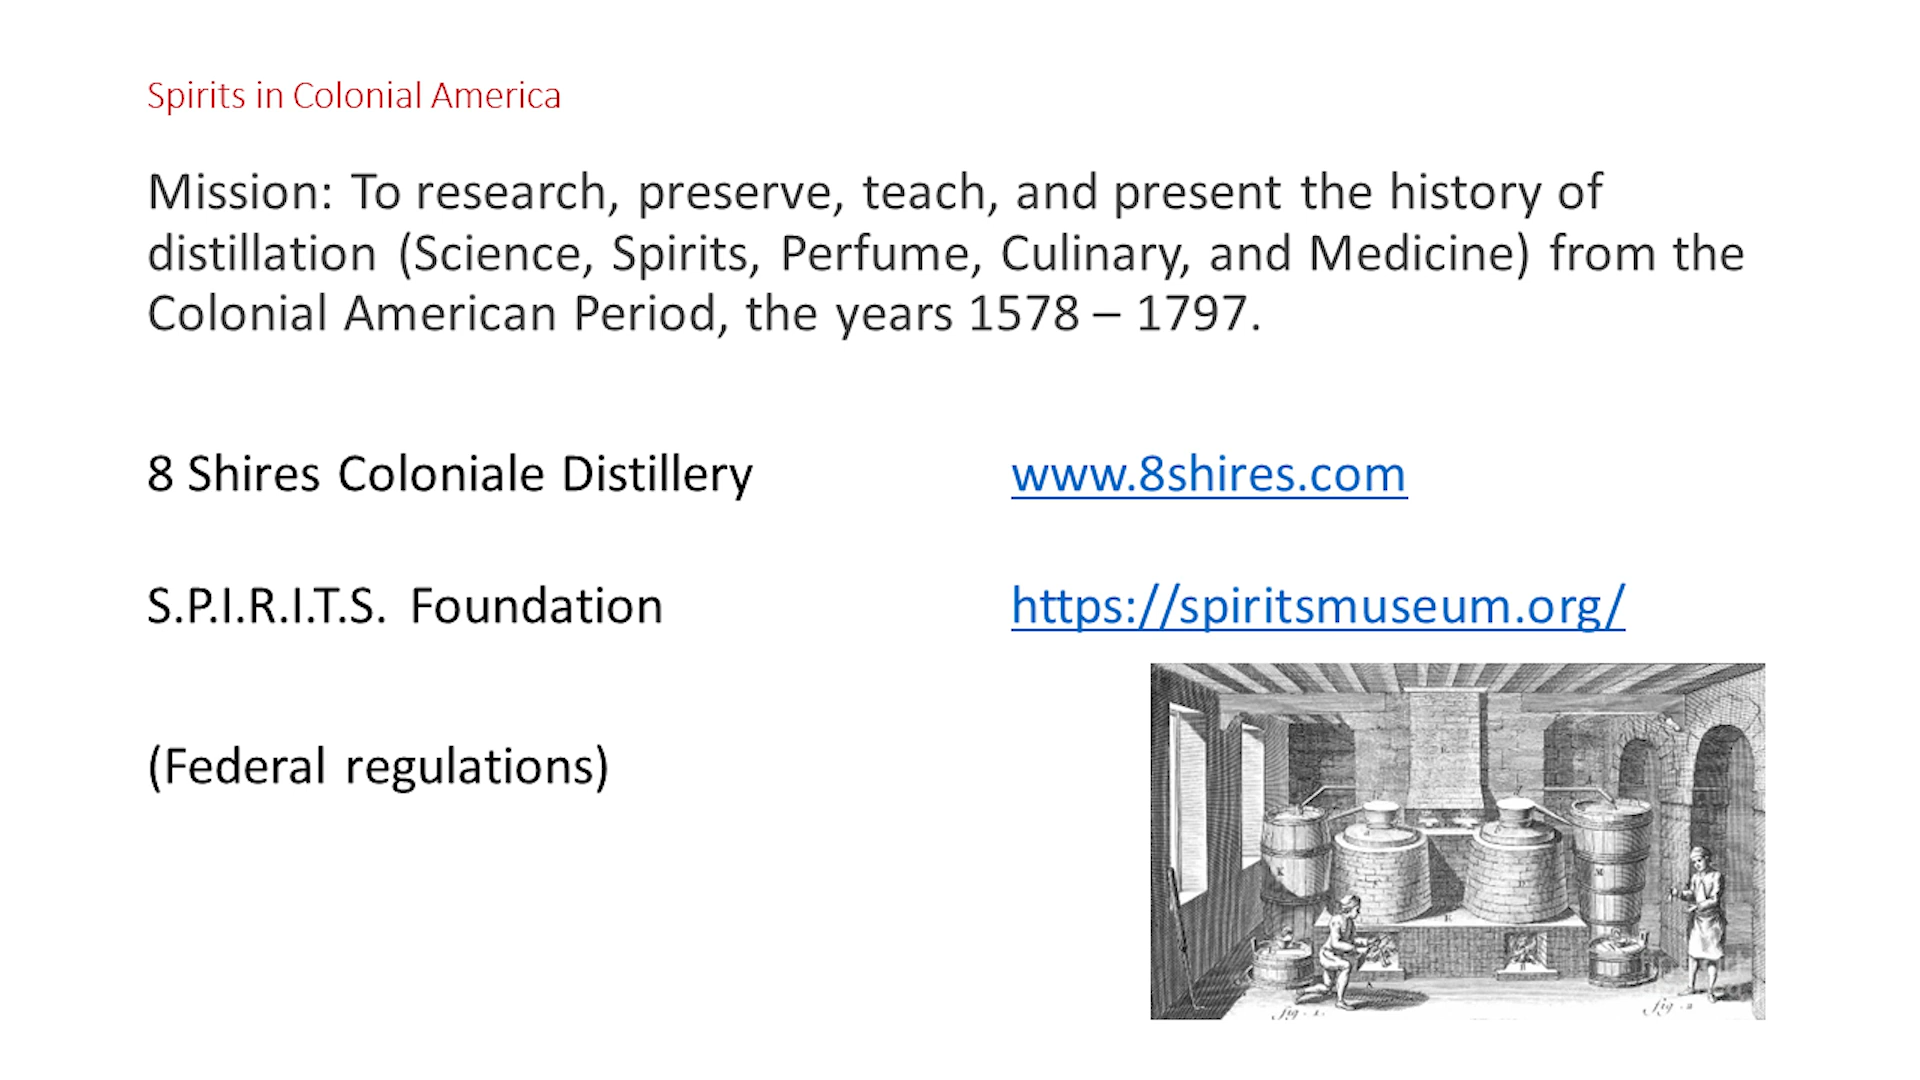 Spirits in Colonial America
Mission: To research, preserve, teach, and present the history of
distillation (Science, Spirits, Perfume, Culinary, and Medicine) from the
Colonial American Period, the years 1578 – 1797.
8 Shires Coloniale Distillery www.8shires.com
S.P.I.R.I.T.S. Foundation https://spiritsmuseum.org/
(Federal regulations)
fig. 1.